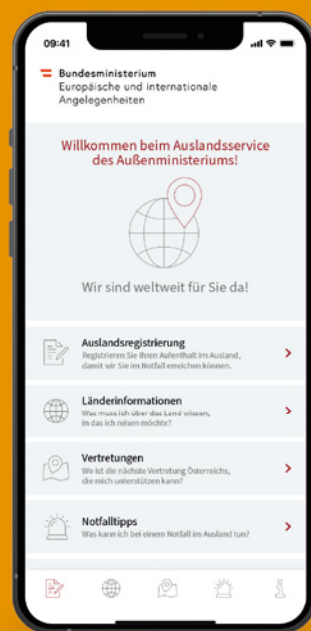 09:41
Bundesministerium
Europäische und internationale
Angelegenheiten
Willkommen beim Auslandsservice
des Außenministeriums!
Wir sind weltweit für Sie da!
Auslandsregistrierung
Registrieren Sie Ihren Aufenthalt im Ausland,
damit wir Sie im Notfall erreichen können.
Länderinformationen
Was muss ich über das Land wissen,
in das ich reisen möchte?
Vertretungen
Wo ist die nächste Vertretung Österreichs,
die mich unterstützen kann?
Notfalltipps
Was kann ich bei einem Notfall im Ausland tun?